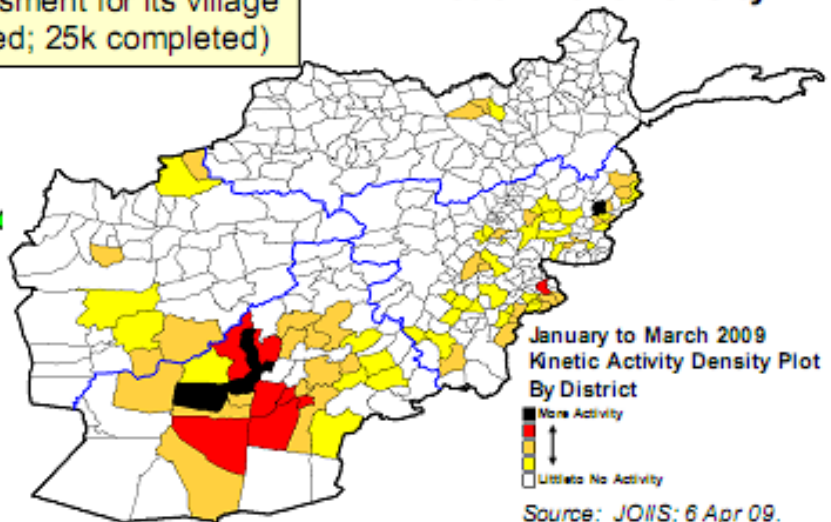 sment for its village
ed; 25k completed)
January to March 2009
Kinetic Activity Density Plot
By District
More Activity
Little to No Activity
Source: JOIIS; 6 Apr 09.